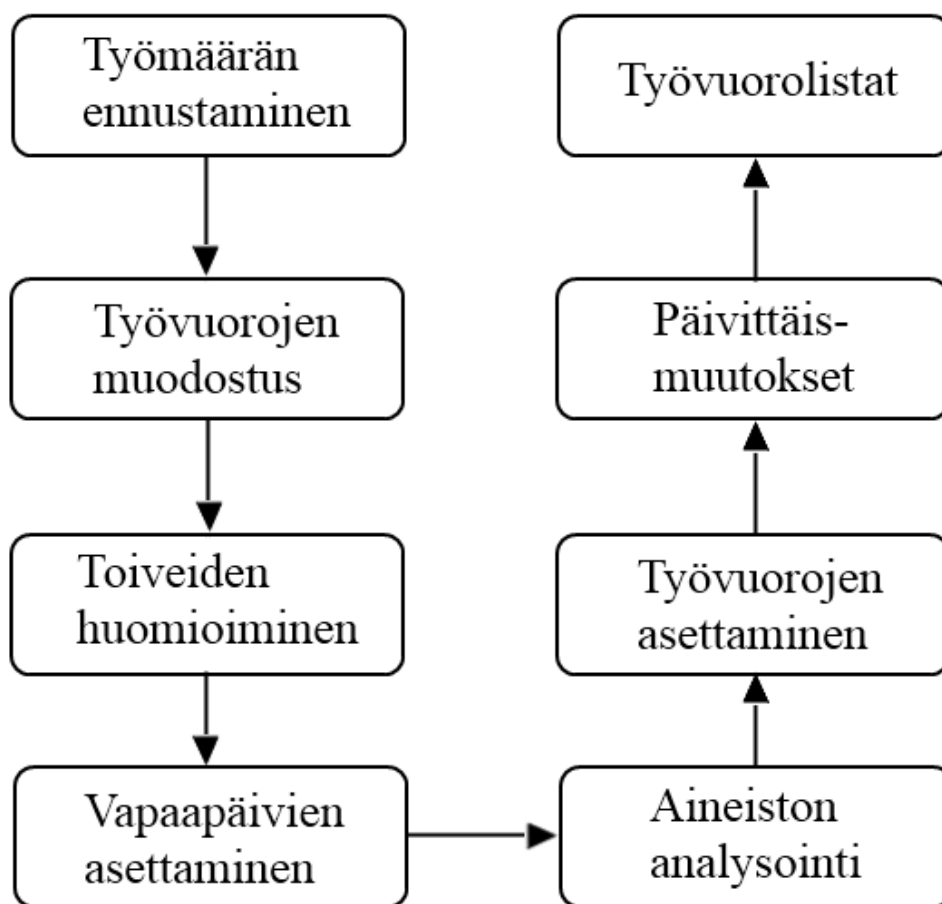 Työmäärän
ennustaminen
Työvuorojen
muodostus
Toiveiden
huomioiminen
Vapaapäivien
asettaminen
Aineiston
analysointi
Työvuorojen
asettaminen
Päivittäis-
muutokset
Työvuorolistat